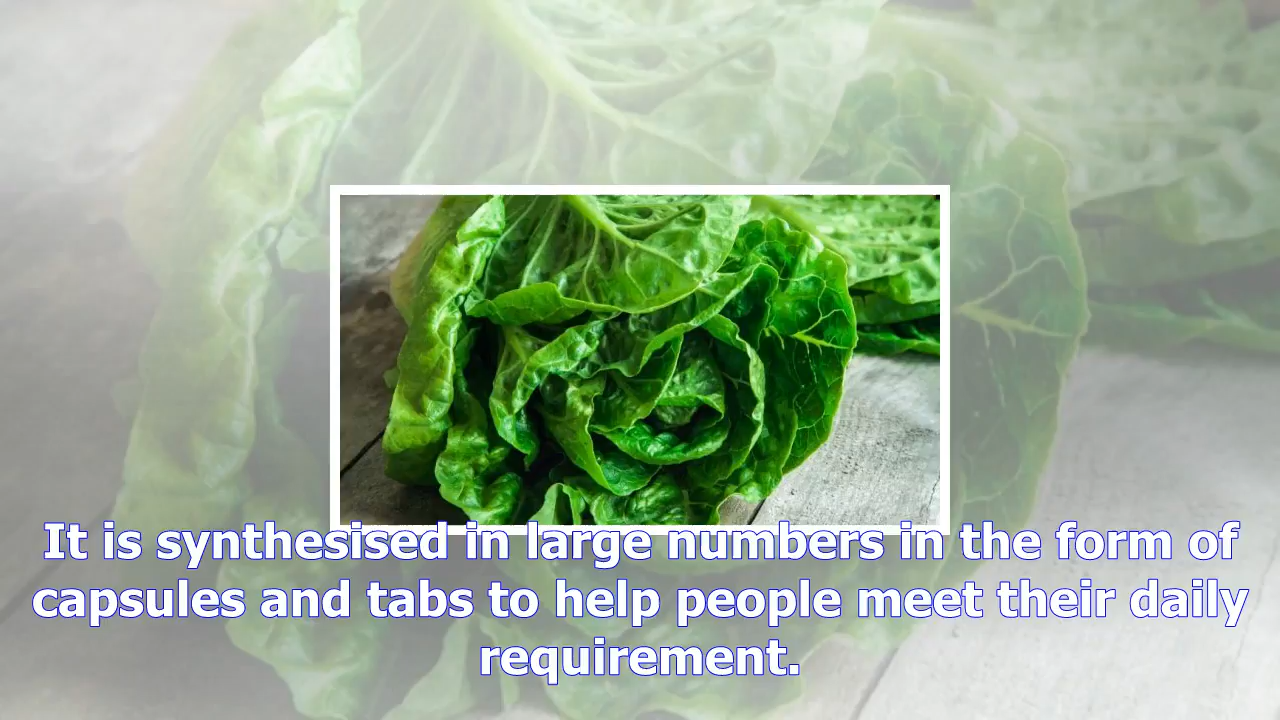 It is synthesised in large numbers in the form of
capsules and tabs to help people meet their daily
requirement.